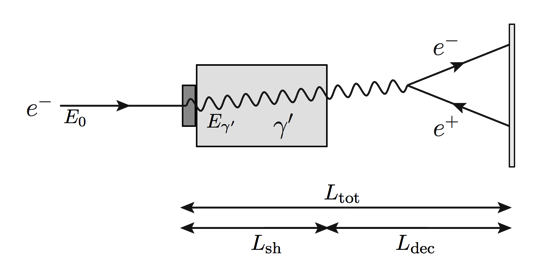 e⁻
e⁻
E₀
E_γ′
γ′
e⁺
L_tot
L_sh
L_dec